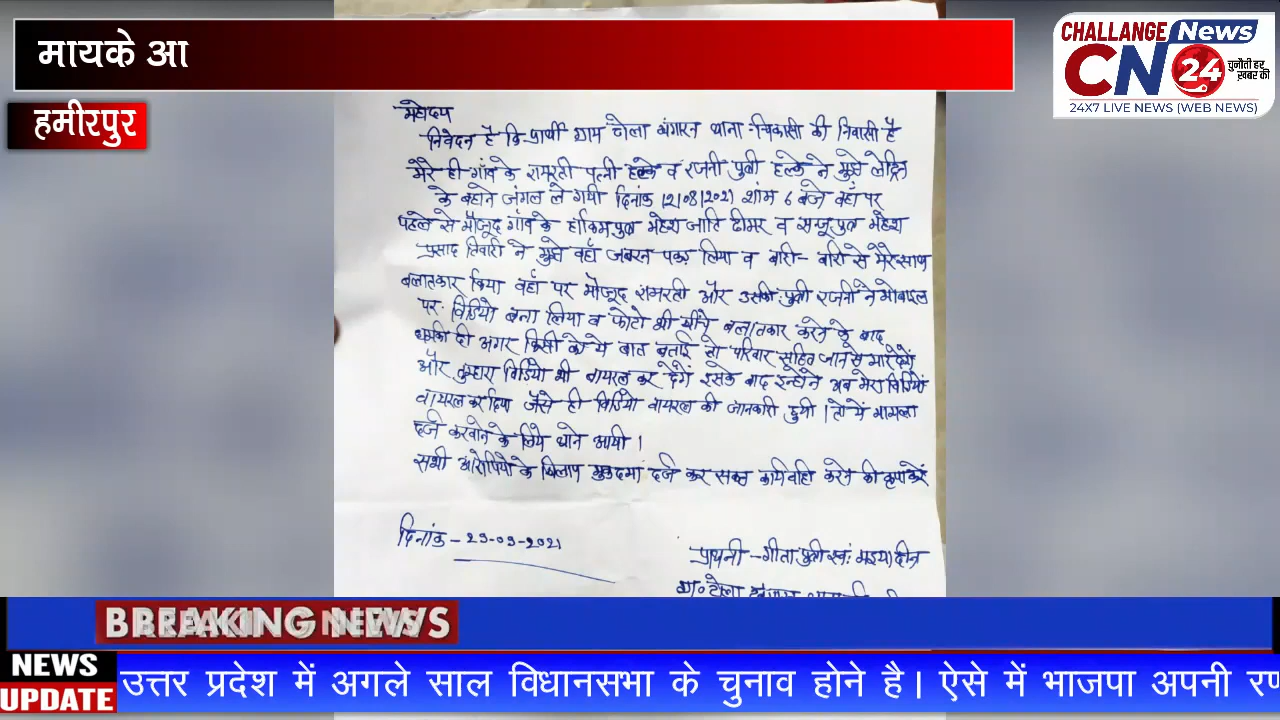 मायके आ
हमीरपुर
CHALLANGE News
CN 24
चुनौती हर
ख़बर की
24X7 LIVE NEWS (WEB NEWS)
महोदय
निवेदन है कि प्रार्थी ग्राम टोला थाना चिकासी की निवासी है
मेरे ही गाँव के रामरती पत्नी हल्के व रजनी पुत्री हल्के ने मुझे
के बहाने जंगल ले गयी दिनांक 12/08/2021 शाम 6 बजे वहाँ पर
पहले से मौजूद गांव के पुत्र महेश जाति ढीमर व पुत्र महेश
प्रसाद तिवारी ने मुझे वहाँ जबरन पकड़ लिया व बारी-बारी से मेरे साथ
बलात्कार किया वहाँ पर मौजूद रामरती और उसकी पुत्री रजनी ने मोबाइल
पर विडियो बना लिया व फोटो भी खींचे बलात्कार करने के बाद
धमकी दी अगर किसी को ये बात बताई तो परिवार सहित जान से मार देगें
और तुम्हारा विडियो भी वायरल कर देगें इसके बाद इन्होने अब मेरा विडियो
वायरल कर दिया जैसे ही विडियो वायरल की जानकारी हुयी। तो में मामला
दर्ज करवाने के लिये थाने आयी।
सभी आरोपियो के खिलाप मुकदमा दर्ज कर सक्त करने की कृपा करें
दिनांक - 23-09-2021
प्राथनी - गीता पुत्री स्व:
BREAKING NEWS
NEWS
UPDATE
उत्तर प्रदेश में अगले साल विधानसभा के चुनाव होने है। ऐसे में भाजपा अपनी रण